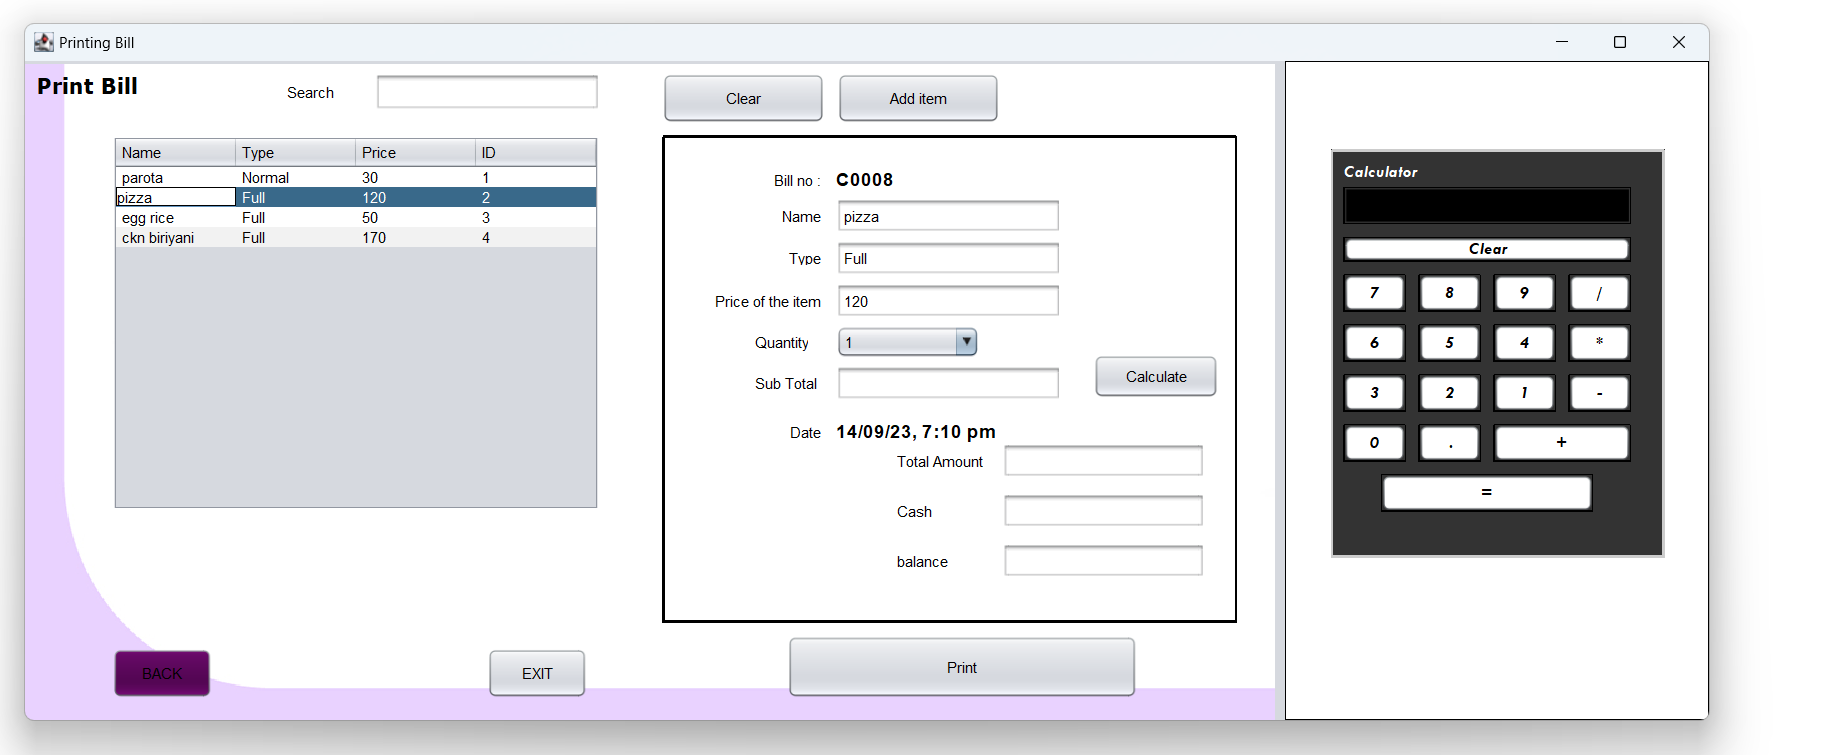 Printing Bill
Print Bill
Search
Clear
Add item
Name Type Price ID
parota Normal 30 1
pizza Full 120 2
egg rice Full 50 3
ckn biriyani Full 170 4
Bill no : C0008
Name pizza
Type Full
Price of the item 120
Quantity 1
Sub Total
Calculate
Date 14/09/23, 7:10 pm
Total Amount
Cash
balance
BACK
EXIT
Print
Calculator
Clear
7 8 9 /
6 5 4 *
3 2 1 -
0 . +
=